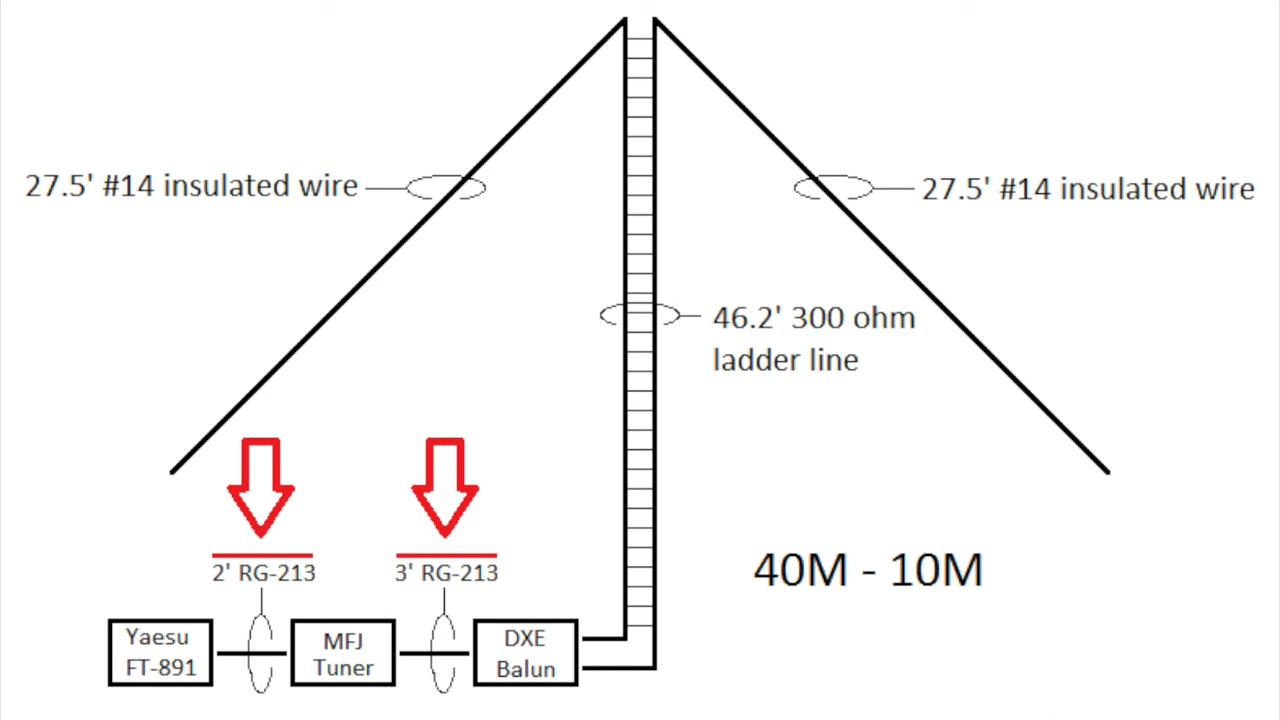 27.5' #14 insulated wire
27.5' #14 insulated wire
46.2' 300 ohm
ladder line
2' RG-213
3' RG-213
40M - 10M
Yaesu
FT-891
MFJ
Tuner
DXE
Balun